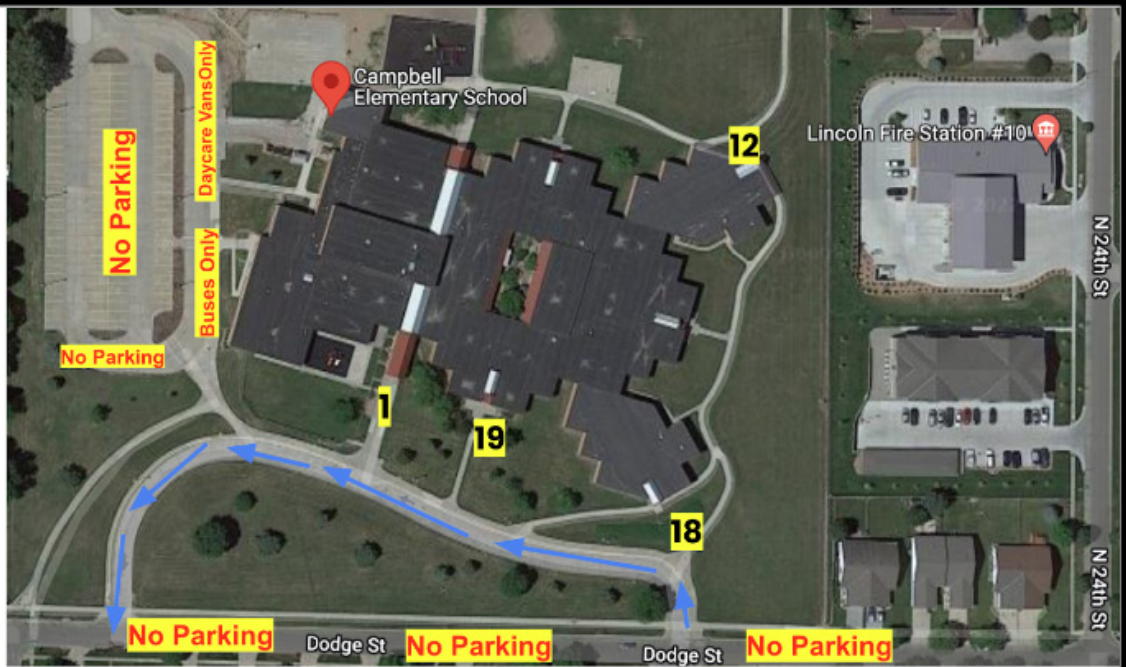 Campbell
Elementary School
Lincoln Fire Station #10
Daycare VansOnly
No Parking
12
N 24th St
Buses Only
No Parking
1
19
18
N 24th St
No Parking
Dodge St
No Parking
Dodge St
No Parking